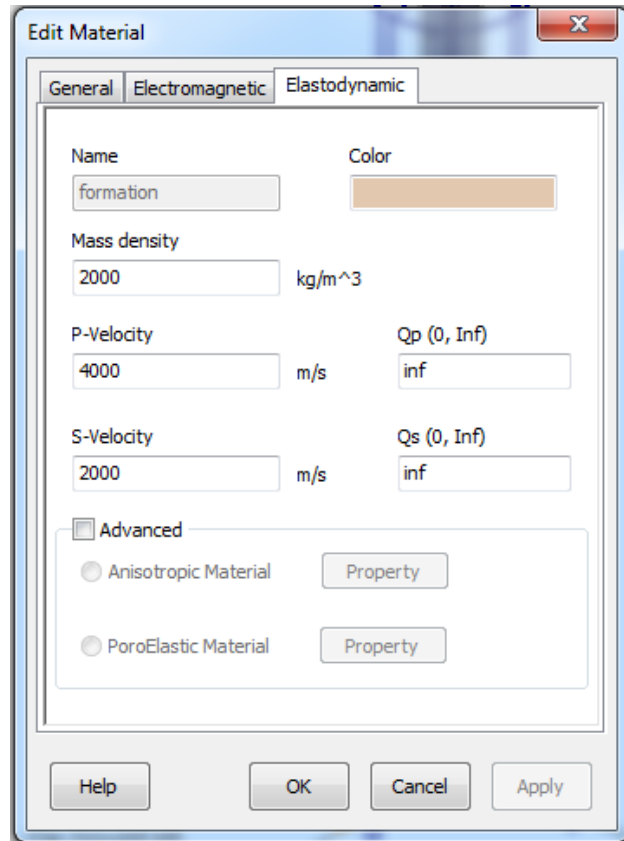 Edit Material
General Electromagnetic Elastodynamic
Name Color
formation
Mass density
2000 kg/m^3
P-Velocity Qp (0, Inf)
4000 m/s inf
S-Velocity Qs (0, Inf)
2000 m/s inf
Advanced
Anisotropic Material Property
PoroElastic Material Property
Help OK Cancel Apply